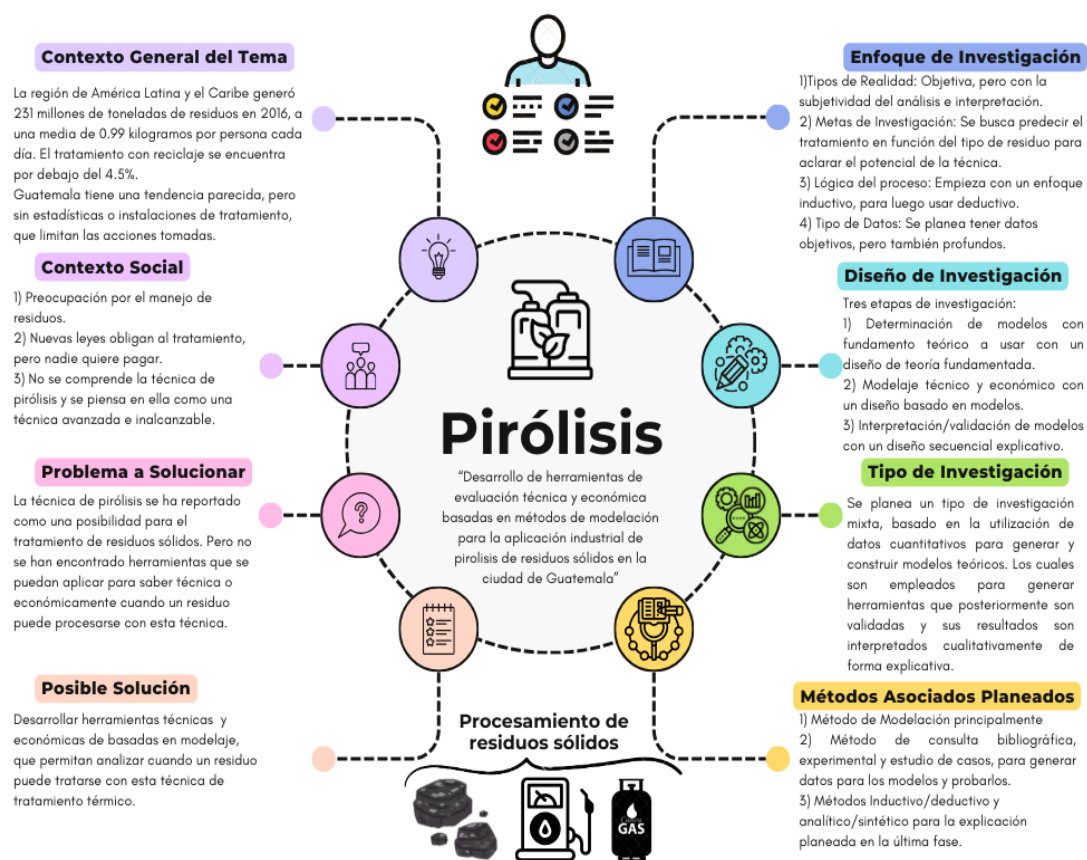 Contexto General del Tema
La región de América Latina y el Caribe generó
231 millones de toneladas de residuos en 2016, a
una media de 0.99 kilogramos por persona cada
día. El tratamiento con reciclaje se encuentra
por debajo del 4.5%.
Guatemala tiene una tendencia parecida, pero
sin estadísticas o instalaciones de tratamiento,
que limitan las acciones tomadas.
Contexto Social
1) Preocupación por el manejo de
residuos.
2) Nuevas leyes obligan al tratamiento,
pero nadie quiere pagar.
3) No se comprende la técnica de
pirólisis y se piensa en ella como una
técnica avanzada e inalcanzable.
Problema a Solucionar
La técnica de pirólisis se ha reportado
como una posibilidad para el
tratamiento de residuos sólidos. Pero no
se han encontrado herramientas que se
puedan aplicar para saber técnica o
económicamente cuando un residuo
puede procesarse con esta técnica.
Posible Solución
Desarrollar herramientas técnicas y
económicas de basadas en modelaje,
que permitan analizar cuando un residuo
puede tratarse con esta técnica de
tratamiento térmico.
Pirólisis
"Desarrollo de herramientas de
evaluación técnica y económica
basadas en métodos de modelación
para la aplicación industrial de
pirolisis de residuos sólidos en la
ciudad de Guatemala"
Procesamiento de
residuos sólidos
GAS
Enfoque de Investigación
1)Tipos de Realidad: Objetiva, pero con la
subjetividad del análisis e interpretación.
2) Metas de Investigación: Se busca predecir el
tratamiento en función del tipo de residuo para
aclarar el potencial de la técnica.
3) Lógica del proceso: Empieza con un enfoque
inductivo, para luego usar deductivo.
4) Tipo de Datos: Se planea tener datos
objetivos, pero también profundos.
Diseño de Investigación
Tres etapas de investigación:
1) Determinación de modelos con
fundamento teórico a usar con un
diseño de teoría fundamentada.
2) Modelaje técnico y económico con
un diseño basado en modelos.
3) Interpretación/validación de modelos
con un diseño secuencial explicativo.
Tipo de Investigación
Se planea un tipo de investigación
mixta, basado en la utilización de
datos cuantitativos para generar y
construir modelos teóricos. Los cuales
son empleados para generar
herramientas que posteriormente son
validadas y sus resultados son
interpretados cualitativamente de
forma explicativa.
Métodos Asociados Planeados
1) Método de Modelación principalmente
2) Método de consulta bibliográfica,
experimental y estudio de casos, para generar
datos para los modelos y probarlos.
3) Métodos Inductivo/deductivo y
analítico/sintético para la explicación
planeada en la última fase.